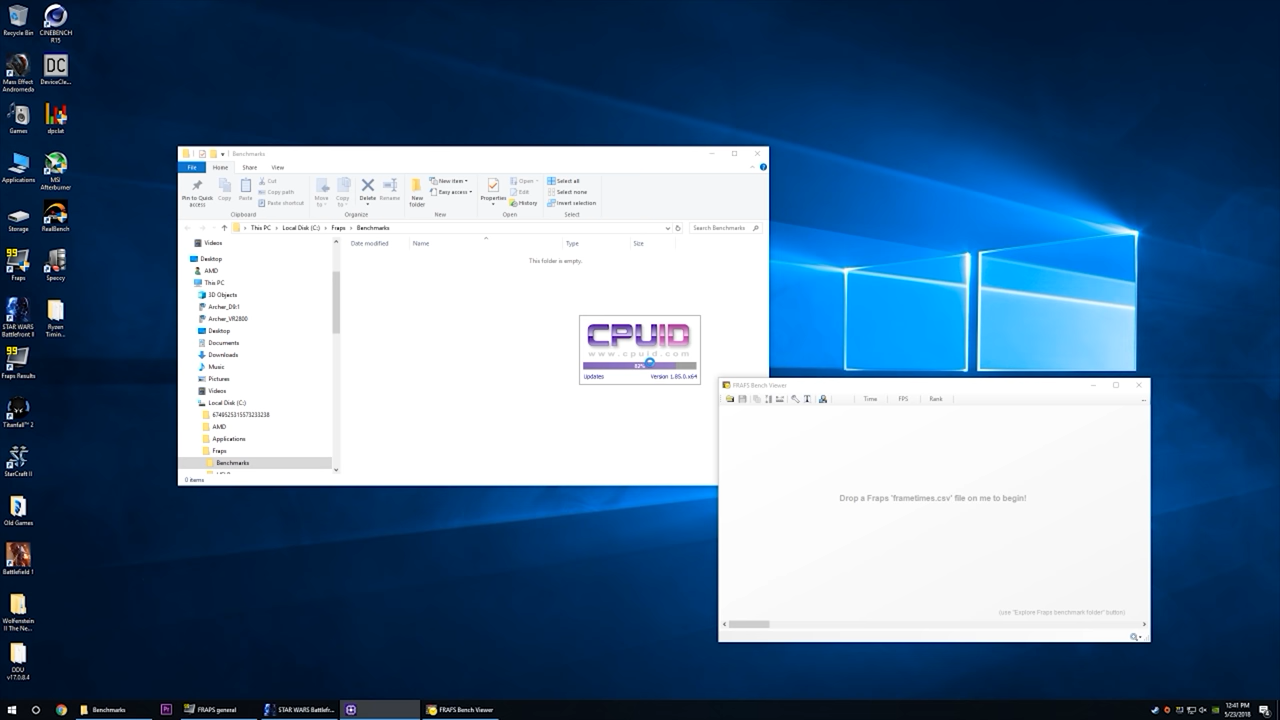 Recycle Bin
CINEBENCH R15
Mass Effect Andromeda
DC
DeviceCle...
Games
dpclat
Applications
MSI Afterburner
Storage
RealBench
99
Fraps
Speccy
STAR WARS Battlefront II
Ryzen Timin...
99
Fraps Results
Titanfall™ 2
StarCraft II
Old Games
Battlefield 1
Wolfenstein II The Ne...
DDU v17.0.8.4
Benchmarks
File Home Share View
Pin to Quick access
Copy
Paste
Cut
Copy path
Paste shortcut
Clipboard
Move to
Copy to
Delete
Rename
Organize
New folder
New item
Easy access
New
Properties
Open
Edit
History
Open
Select all
Select none
Invert selection
Select
This PC > Local Disk (C:) > Fraps > Benchmarks
Search Benchmarks
Date modified Name Type Size
This folder is empty.
Videos
Desktop
AMD
This PC
3D Objects
Archer_D9:1
Archer_VR2800
Desktop
Documents
Downloads
Music
Pictures
Videos
Local Disk (C:)
AMD
Applications
Fraps
Benchmarks
0 items
CPUID
www.cpuid.com
82%
Updates Version 1.85.0.x64
FRAFS Bench Viewer
Time FPS Rank
...
Drop a Fraps 'frametimes.csv' file on me to begin!
(use "Explore Fraps benchmark folder" button)
Benchmarks
FRAPS general
STAR WARS Battlefr...
FRAFS Bench Viewer
12:41 PM
5/23/2018